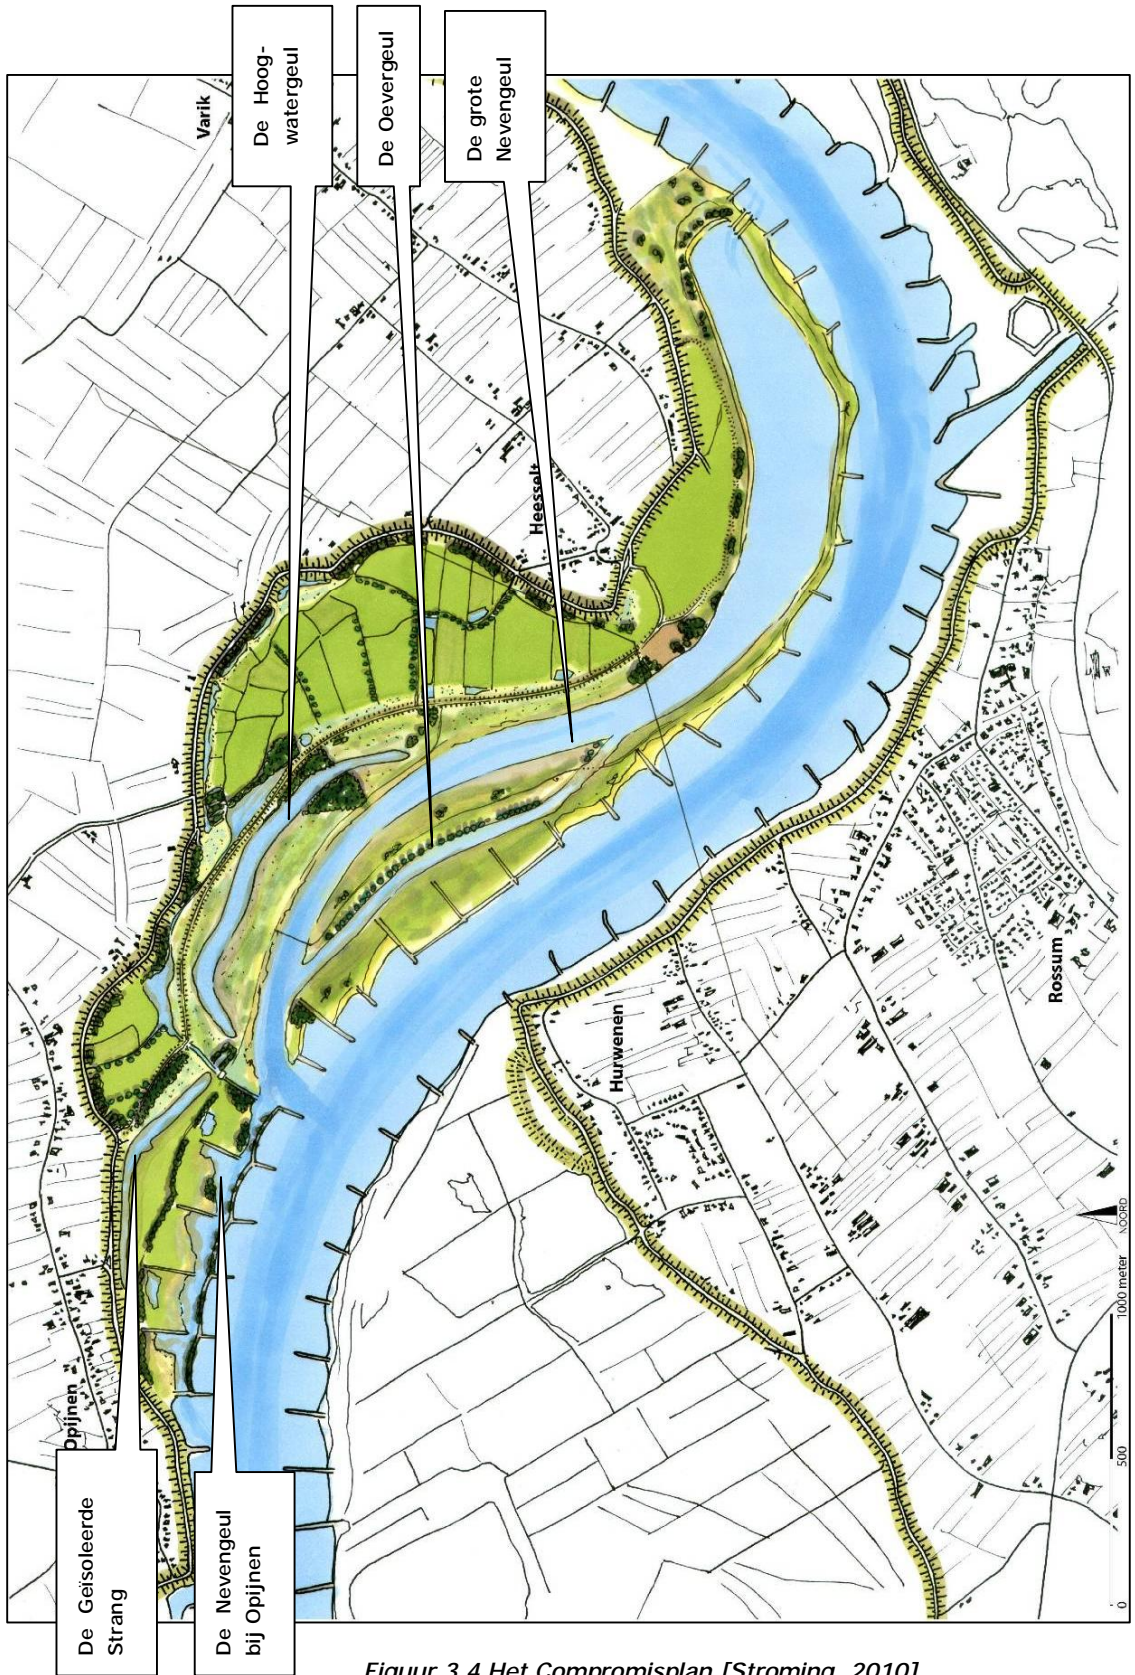 De Geïsoleerde
Strang
De Nevengeul
bij Opijnen
De Hoog-
watergeul
De Oevergeul
De grote
Nevengeul
Varik
Heesselt
Opijnen
Hurwenen
Rossum
0
500
1000 meter
NOORD
Figuur 3.4 Het Compromisplan [Stroming, 2010]